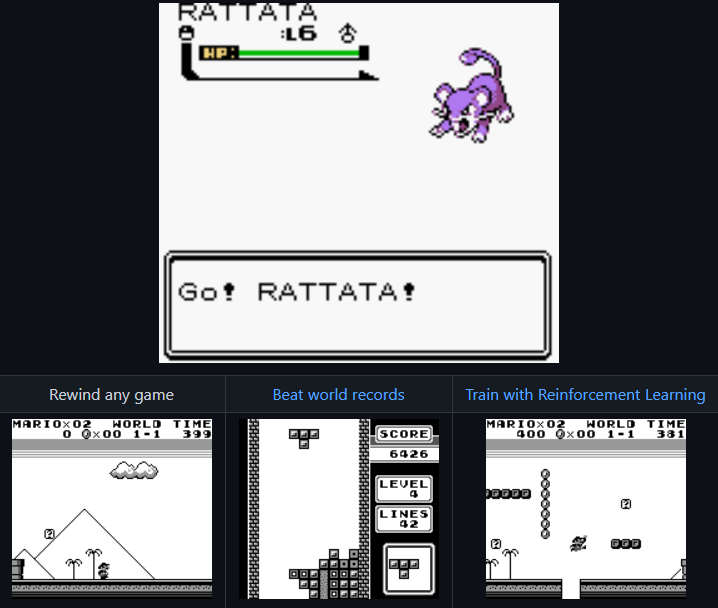 RATTATA
:L6 ♂
HP:
Go! RATTATA!
Rewind any game
Beat world records
Train with Reinforcement Learning
MARIO×02 WORLD TIME
0 ×00 1-1 399
?
SCORE
6426
LEVEL
4
LINES
42
MARIO×02 WORLD TIME
400 ×00 1-1 381
?
?